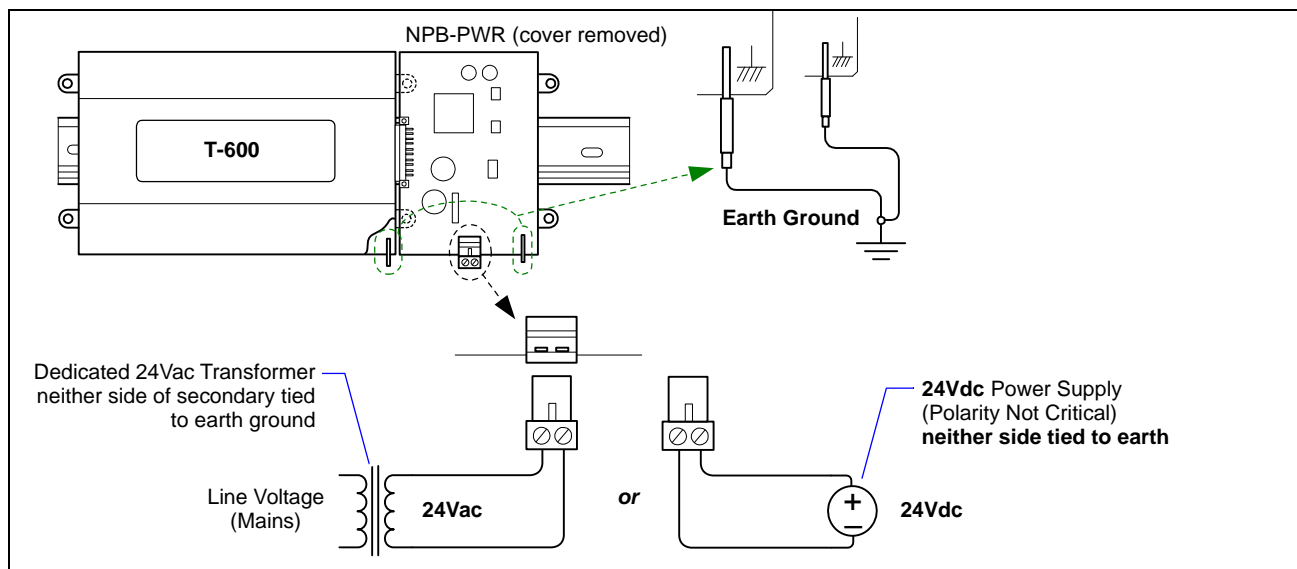 NPB-PWR (cover removed)
T-600
Earth Ground
Dedicated 24Vac Transformer
neither side of secondary tied
to earth ground
24Vdc Power Supply
(Polarity Not Critical)
neither side tied to earth
Line Voltage
(Mains)
24Vac
or
+
–
24Vdc